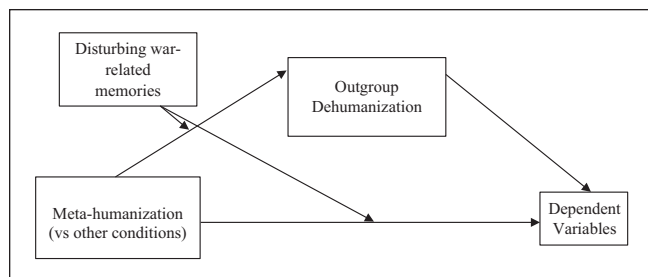 Disturbing war-
related
memories
Outgroup
Dehumanization
Meta-humanization
(vs other conditions)
Dependent
Variables